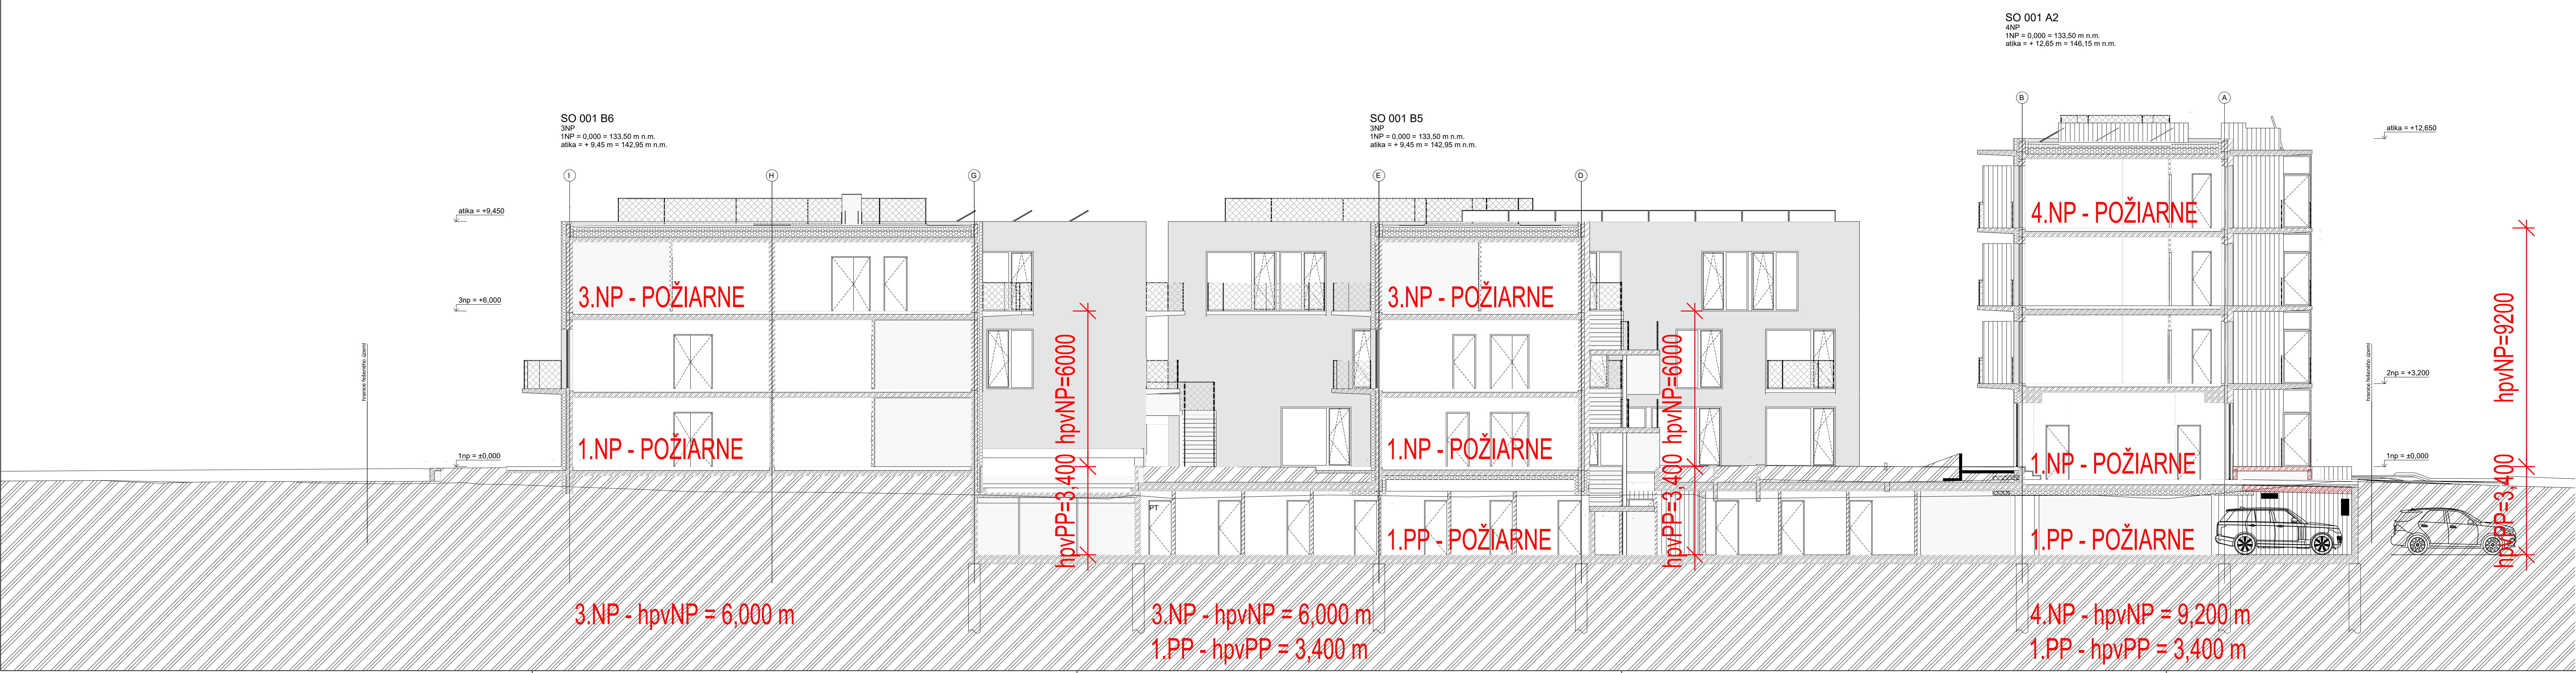 SO 001 A2
4NP
1NP = 0,000 = 133,50 m n.m.
atika = + 12,65 m = 146,15 m n.m.
SO 001 B6
3NP
1NP = 0,000 = 133,50 m n.m.
atika = + 9,45 m = 142,95 m n.m.
SO 001 B5
3NP
1NP = 0,000 = 133,50 m n.m.
atika = + 9,45 m = 142,95 m n.m.
B
A
atika = +12,650
I
H
G
E
D
atika = +9,450
4.NP - POŽIARNE
3np = +6,000
3.NP - POŽIARNE
3.NP - POŽIARNE
hpvNP=6000
hpvNP=6000
hpvNP=9200
hranice řešeného území
hranice řešeného území
2np = +3,200
1.NP - POŽIARNE
1.NP - POŽIARNE
1.NP - POŽIARNE
1np = ±0,000
1np = ±0,000
hpvPP=3,400
hpvPP=3,400
hpvPP=3,400
PT
1.PP - POŽIARNE
1.PP - POŽIARNE
3.NP - hpvNP = 6,000 m
3.NP - hpvNP = 6,000 m
1.PP - hpvPP = 3,400 m
4.NP - hpvNP = 9,200 m
1.PP - hpvPP = 3,400 m